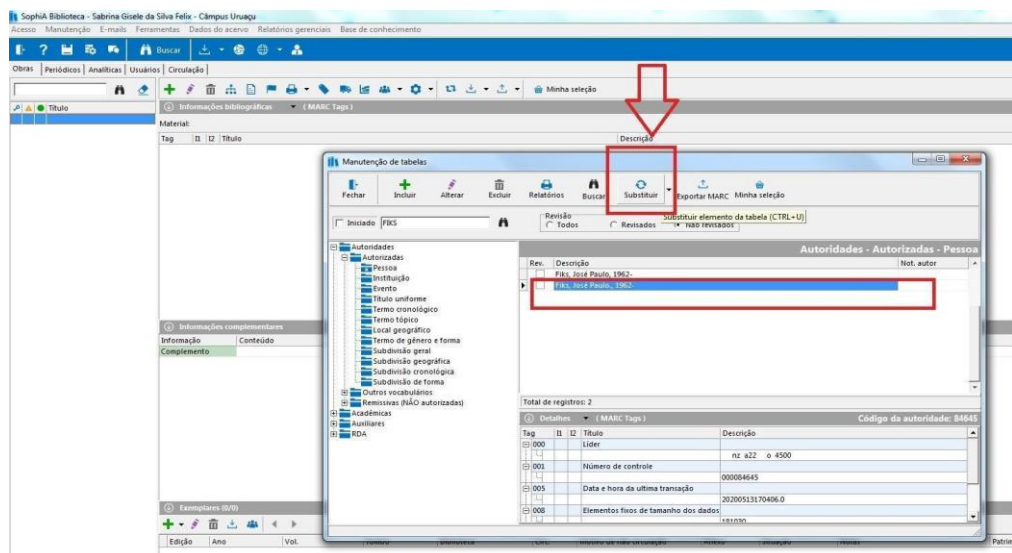 SophiA Biblioteca - Sabrina Gisele da Silva Felix - Câmpus Uruaçu
Acesso Manutenção E-mails Ferramentas Dados do acervo Relatórios gerenciais Base de conhecimento
Buscar
Obras Periódicos Analíticas Usuários Circulação
Minha seleção
Título
Informações bibliográficas (MARC Tags)
Material:
Tag I1 I2 Título Descrição
Manutenção de tabelas
Fechar Incluir Alterar Excluir Relatórios Buscar Substituir Exportar MARC Minha seleção
Substituir elemento da tabela (CTRL+U)
Iniciado FIKS
Revisão
Todos Revisados Não revisados
Autoridades
Autorizadas
Pessoa
Instituição
Evento
Título uniforme
Termo cronológico
Termo tópico
Local geográfico
Termo de gênero e forma
Subdivisão geral
Subdivisão geográfica
Subdivisão cronológica
Subdivisão de forma
Outros vocabulários
Remissivas (NÃO autorizadas)
Acadêmicas
Auxiliares
RDA
Autoridades - Autorizadas - Pessoa
Rev. Descrição Not. autor
Fiks, José Paulo, 1962-
Fiks, José Paulo., 1962-
Total de registros: 2
Detalhes (MARC Tags) Código da autoridade: 84645
Tag I1 I2 Título Descrição
000 Líder
nz a22 o 4500
001 Número de controle
000084645
005 Data e hora da ultima transação
20200513170406.0
008 Elementos fixos de tamanho dos dados
181030
Informações complementares
Informação Conteúdo
Complemento
Exemplares (0/0)
Edição Ano Vol.